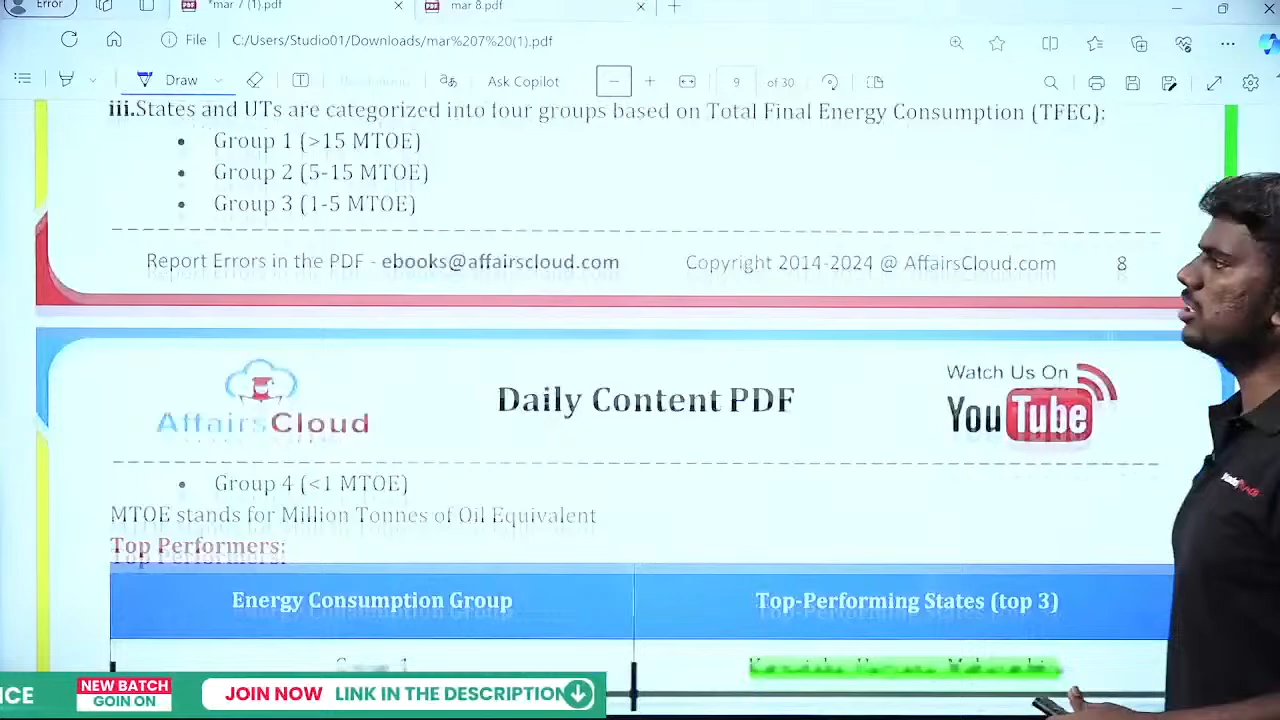 Error
*mar 7 (1).pdf
mar 8.pdf
File C:/Users/Studio01/Downloads/mar%207%20(1).pdf
Draw
Ask Copilot
9 of 30
iii.States and UTs are categorized into four groups based on Total Final Energy Consumption (TFEC):
• Group 1 (>15 MTOE)
• Group 2 (5-15 MTOE)
• Group 3 (1-5 MTOE)
Report Errors in the PDF - ebooks@affairscloud.com Copyright 2014-2024 @ AffairsCloud.com 8
AffairsCloud
Daily Content PDF
Watch Us On
YouTube
• Group 4 (<1 MTOE)
MTOE stands for Million Tonnes of Oil Equivalent
Top Performers:
Energy Consumption Group Top-Performing States (top 3)
NEW BATCH
GOIN ON
JOIN NOW LINK IN THE DESCRIPTION